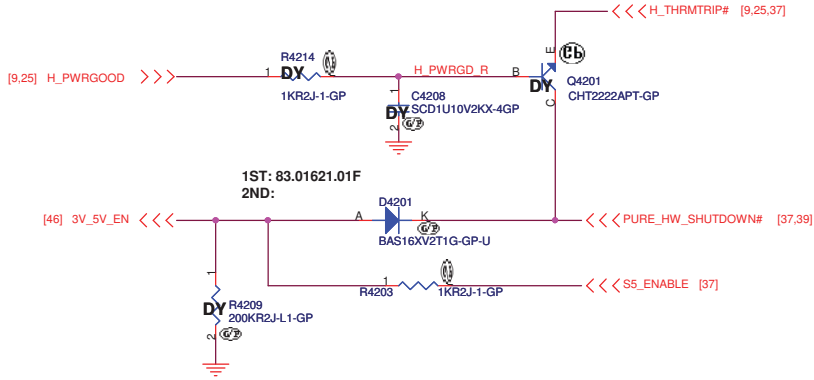 H_THRMTRIP# [9,25,37]
E
R4214
[9,25] H_PWRGOOD
1
DY
2
H_PWRGD_R
B
Q4201
1KR2J-1-GP
1
C4208
DY
SCD1U10V2KX-4GP
2
G/P
DY
CHT2222APT-GP
C
1ST: 83.01621.01F
2ND:
D4201
[46] 3V_5V_EN
A
K
PURE_HW_SHUTDOWN# [37,39]
G/P
BAS16XV2T1G-GP-U
1
S5_ENABLE [37]
R4203
1KR2J-1-GP
1
DY
R4209
200KR2J-L1-GP
2
G/P